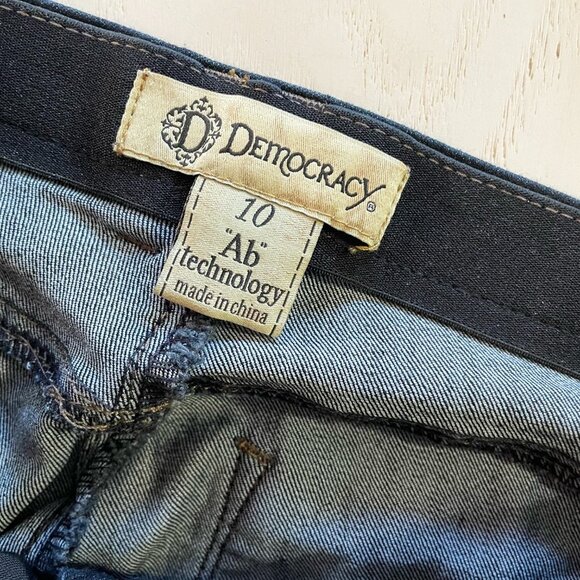 D DEMOCRACY®
10
"Ab"
technology
made in china